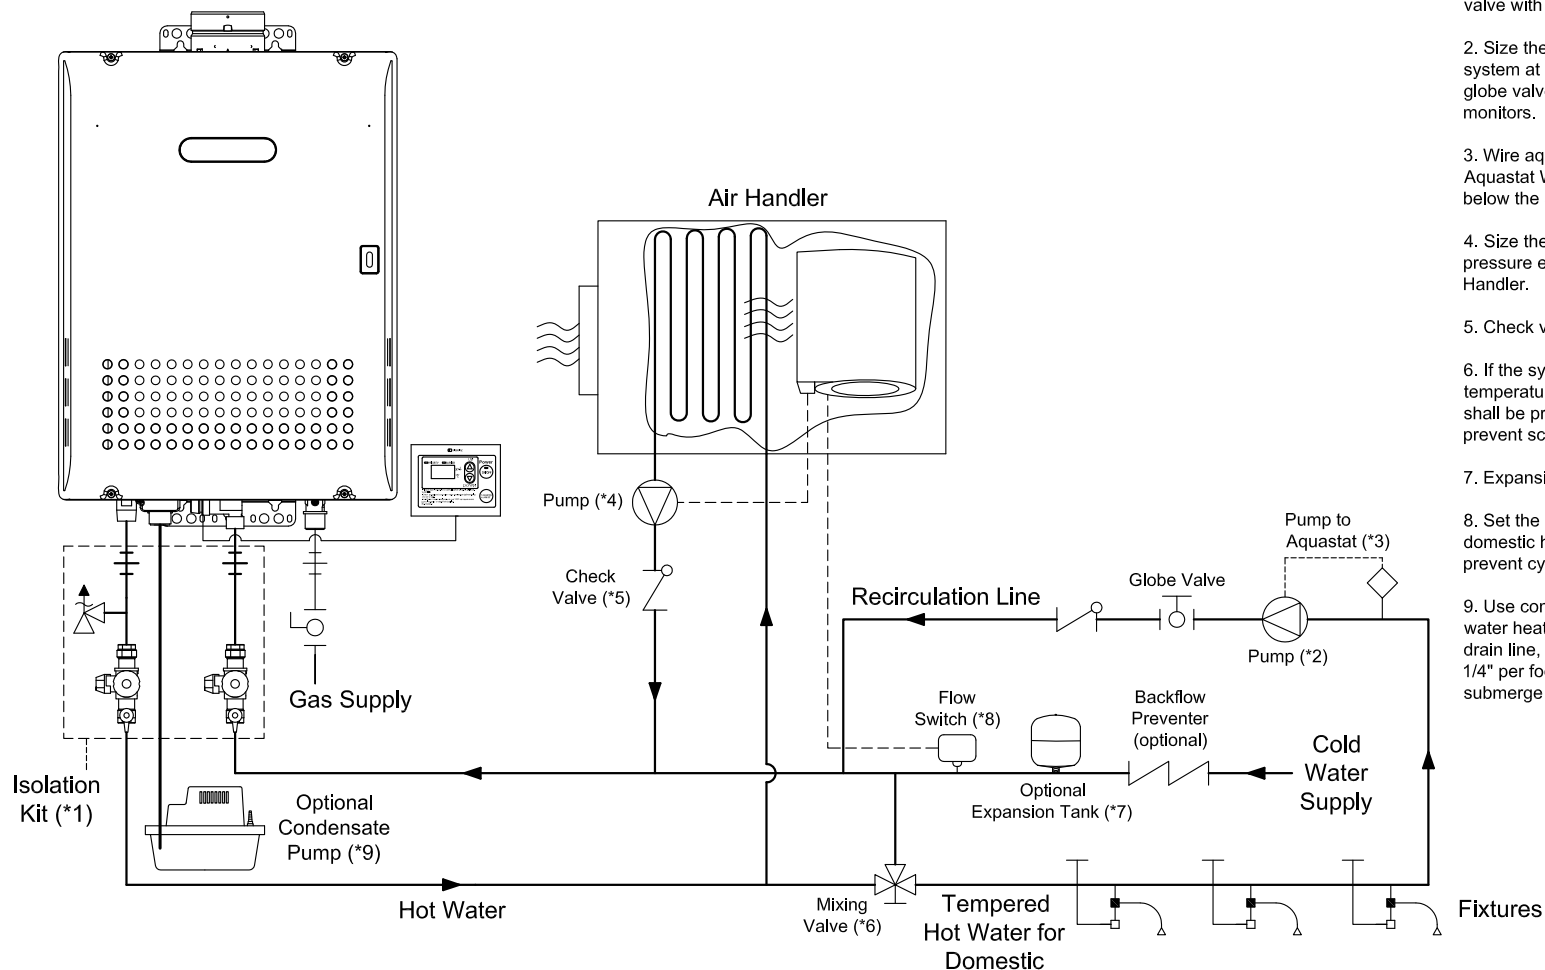 Air Handler
Pump (*4)
Check
Valve (*5)
Gas Supply
Isolation
Kit (*1)
Optional
Condensate
Pump (*9)
Hot Water
Recirculation Line
Globe Valve
Pump to
Aquastat (*3)
Pump (*2)
Flow
Switch (*8)
Backflow
Preventer
(optional)
Cold
Water
Supply
Optional
Expansion Tank (*7)
Mixing
Valve (*6)
Tempered
Hot Water for
Domestic
Fixtures
Power
valve with
2. Size the
system at
globe valv
monitors.
3. Wire aq
Aquastat W
below the
4. Size the
pressure e
Handler.
5. Check v
6. If the sy
temperatu
shall be pr
prevent sc
7. Expansi
8. Set the
domestic h
prevent cy
9. Use con
water heat
drain line,
1/4" per foo
submerge